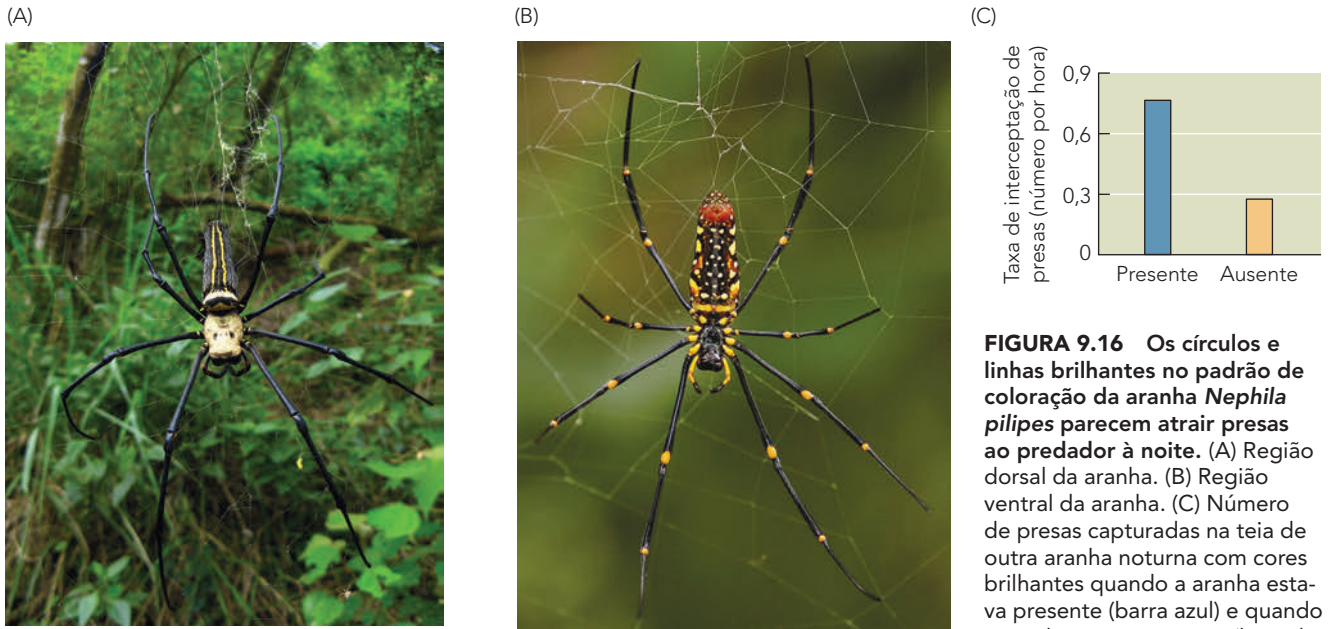 (A)
(B)
(C)
Taxa de interceptação de
presas (número por hora)
0,9
0,6
0,3
0
Presente Ausente
FIGURA 9.16 Os círculos e
linhas brilhantes no padrão de
coloração da aranha Nephila
pilipes parecem atrair presas
ao predador à noite. (A) Região
dorsal da aranha. (B) Região
ventral da aranha. (C) Número
de presas capturadas na teia de
outra aranha noturna com cores
brilhantes quando a aranha esta-
va presente (barra azul) e quando